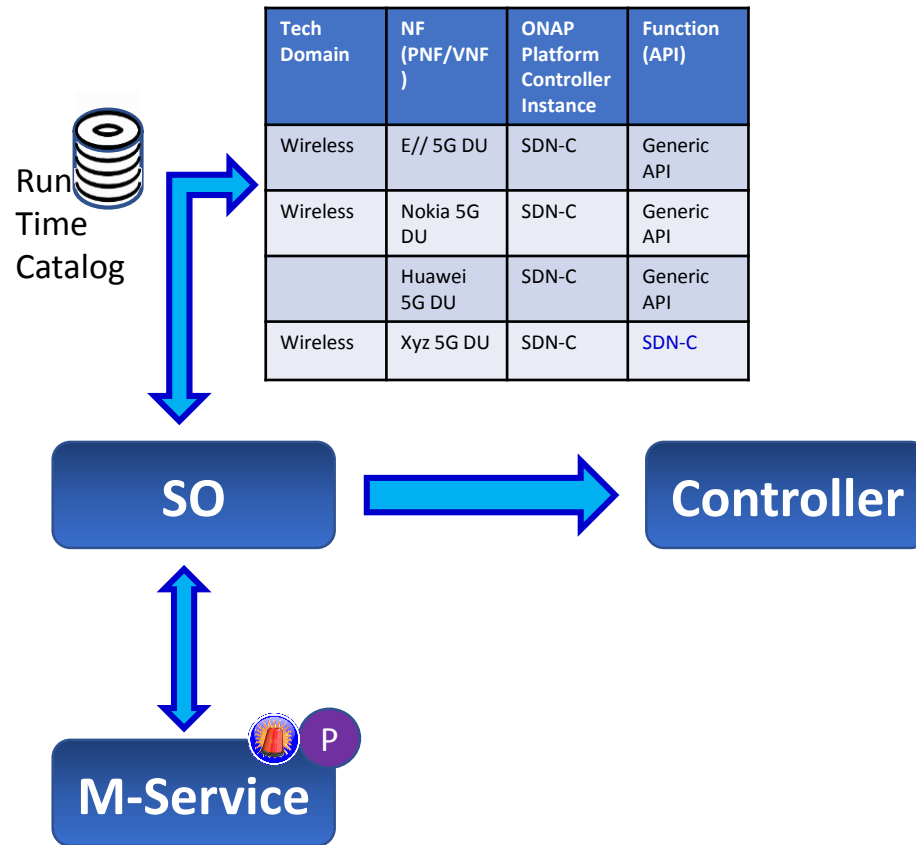 Tech Domain
NF (PNF/VNF)
ONAP Platform Controller Instance
Function (API)
Wireless
E// 5G DU
SDN-C
Generic API
Wireless
Nokia 5G DU
SDN-C
Generic API
Huawei 5G DU
SDN-C
Generic API
Wireless
Xyz 5G DU
SDN-C
SDN-C
Run
Time
Catalog
SO
Controller
P
M-Service